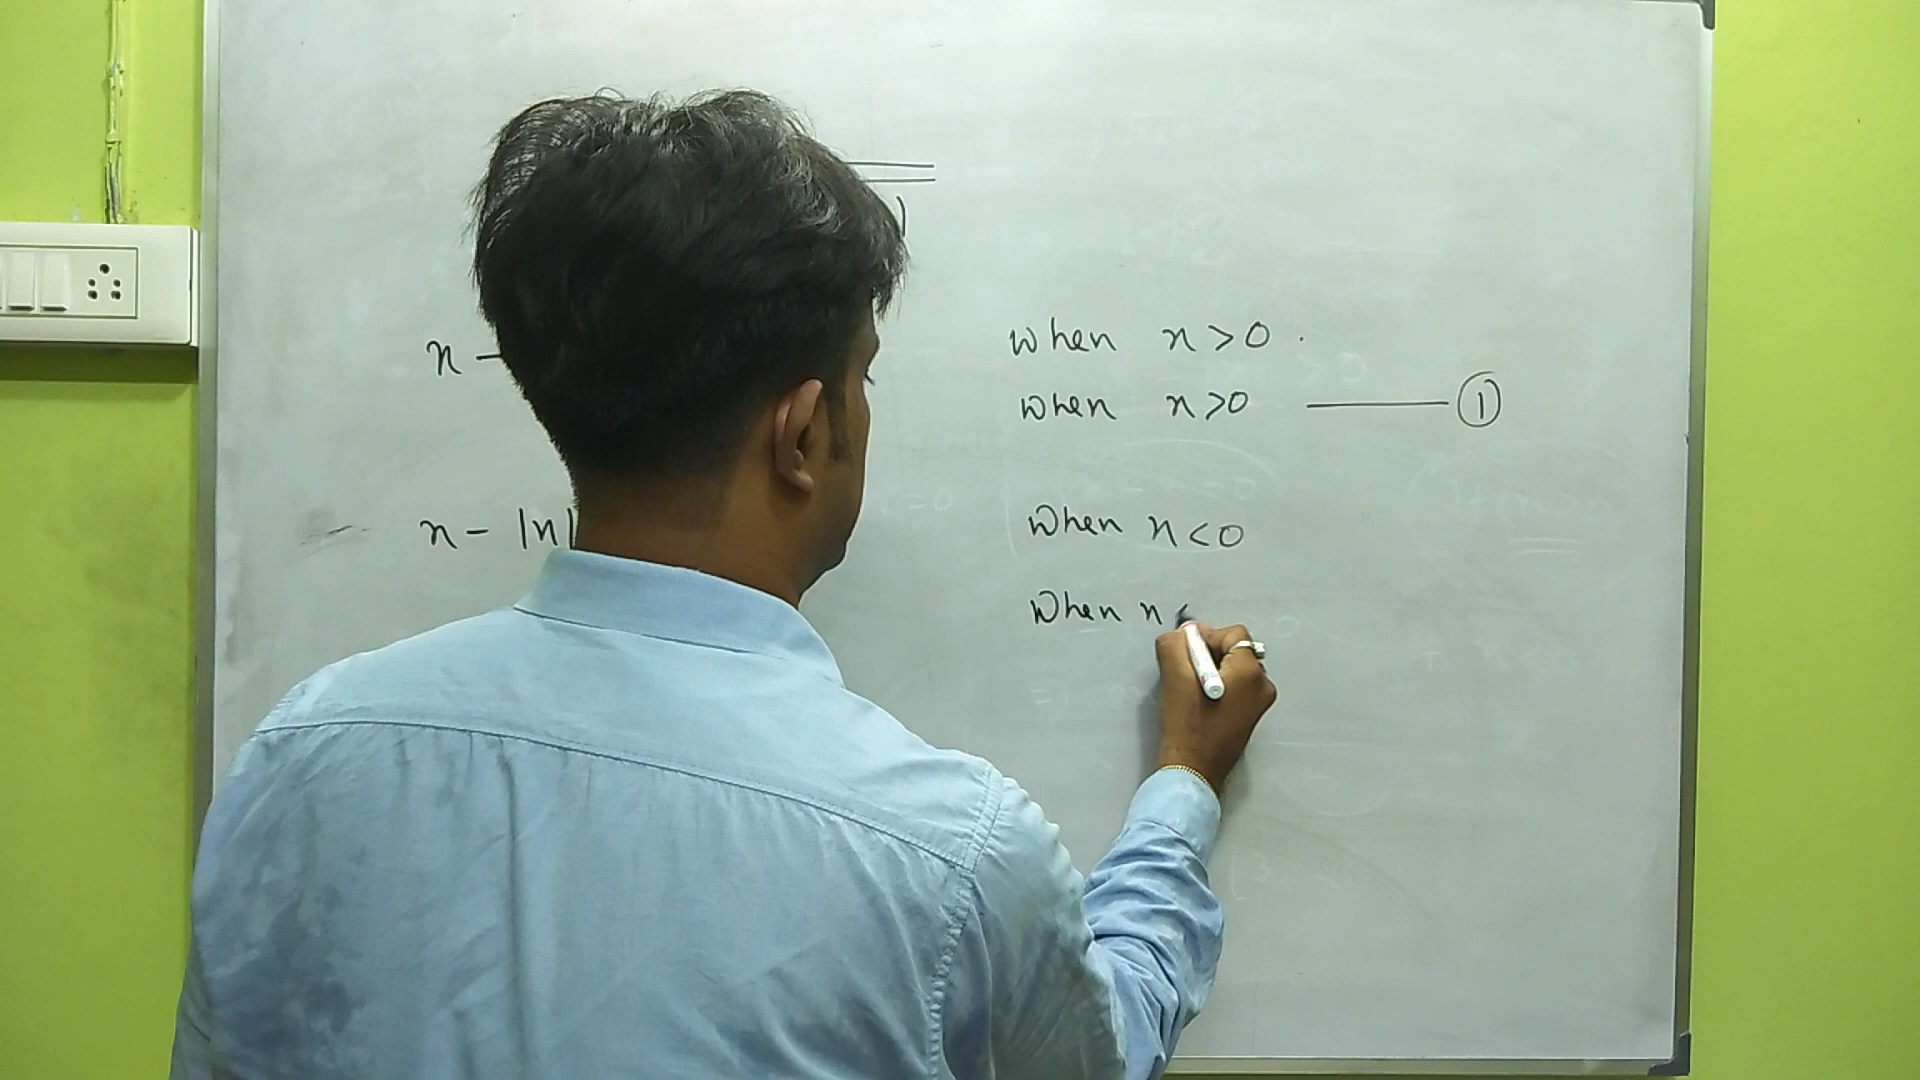 x - when x > 0 .
when x > 0 ——— ①
x - |x| when x < 0
when x <